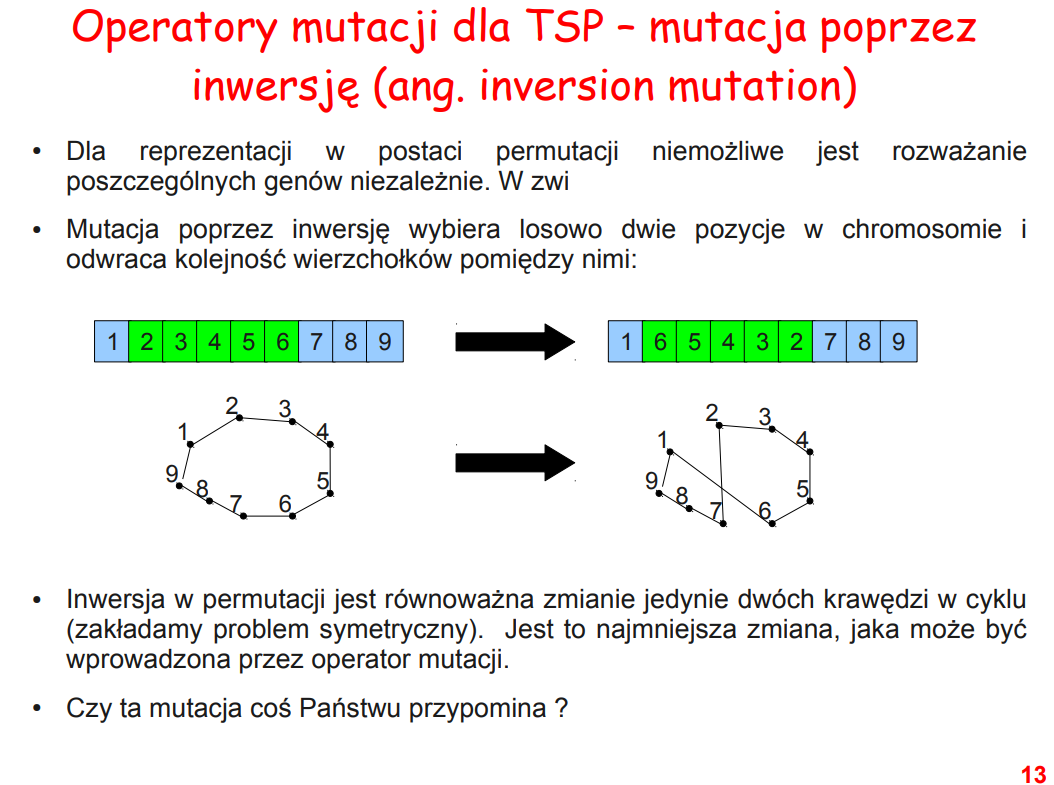 Operatory mutacji dla TSP – mutacja poprzez
inwersję (ang. inversion mutation)
• Dla reprezentacji w postaci permutacji niemożliwe jest rozważanie
poszczególnych genów niezależnie. W zwi
• Mutacja poprzez inwersję wybiera losowo dwie pozycje w chromosomie i
odwraca kolejność wierzchołków pomiędzy nimi:
1 2 3 4 5 6 7 8 9
1 6 5 4 3 2 7 8 9
1 2 3 4 5 6 7 8 9
1 2 3 4 5 6 7 8 9
• Inwersja w permutacji jest równoważna zmianie jedynie dwóch krawędzi w cyklu
(zakładamy problem symetryczny). Jest to najmniejsza zmiana, jaka może być
wprowadzona przez operator mutacji.
• Czy ta mutacja coś Państwu przypomina ?
13